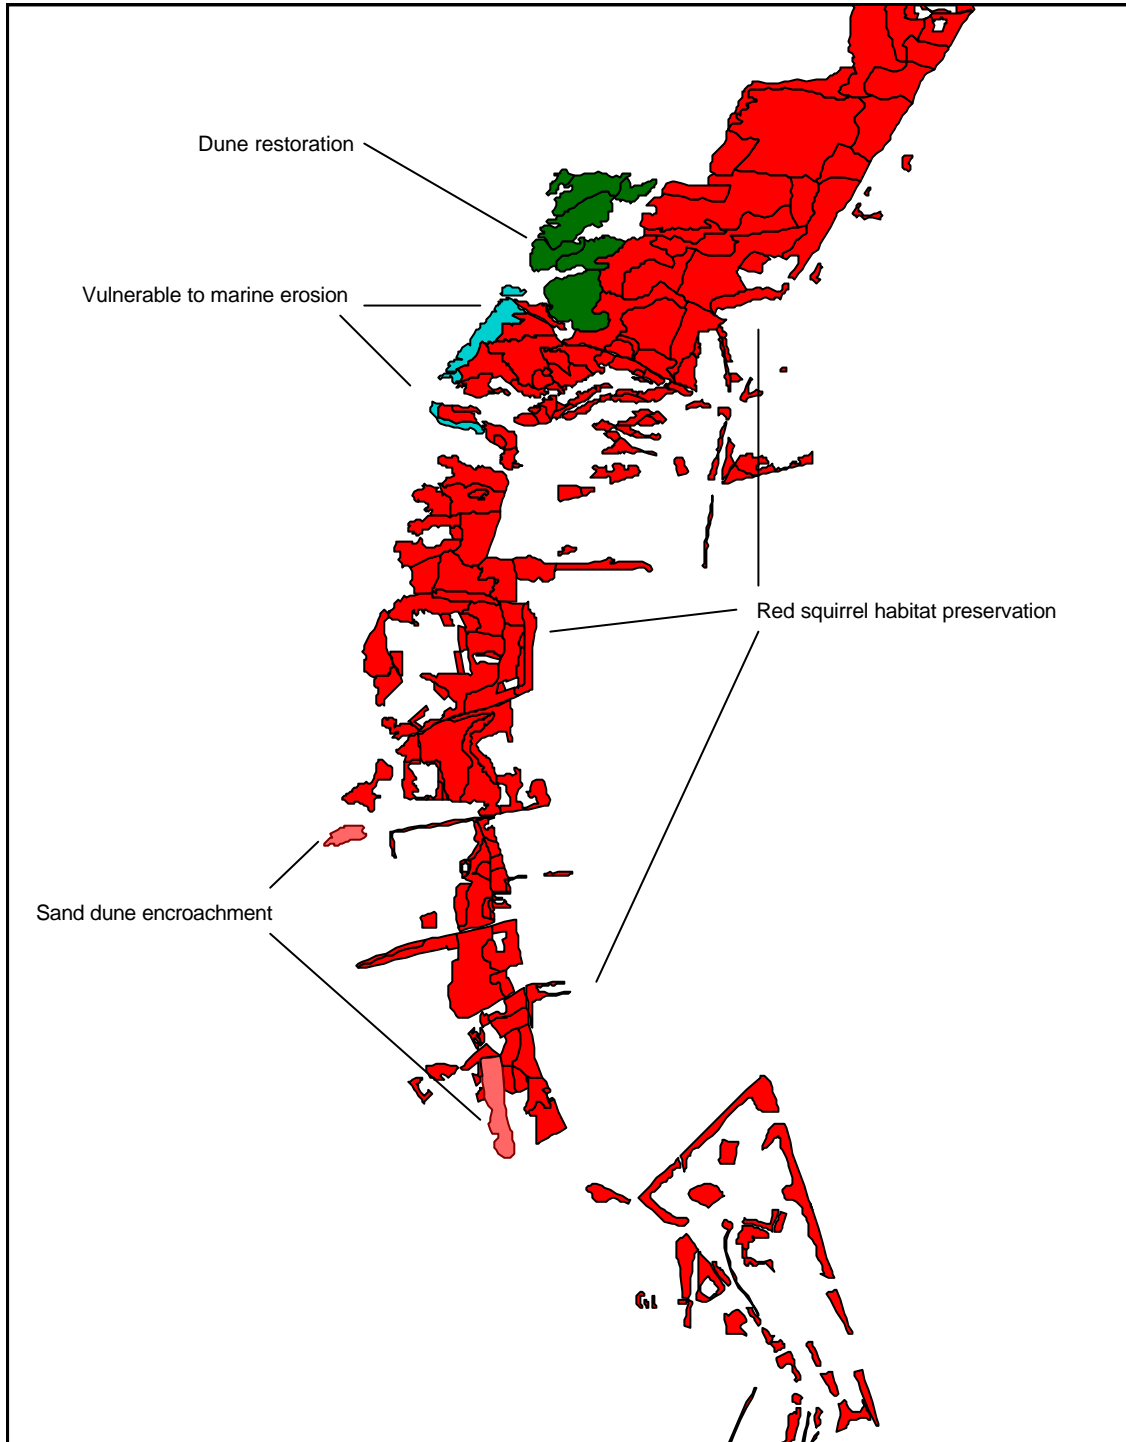 Dune restoration
Vulnerable to marine erosion
Red squirrel habitat preservation
Sand dune encroachment